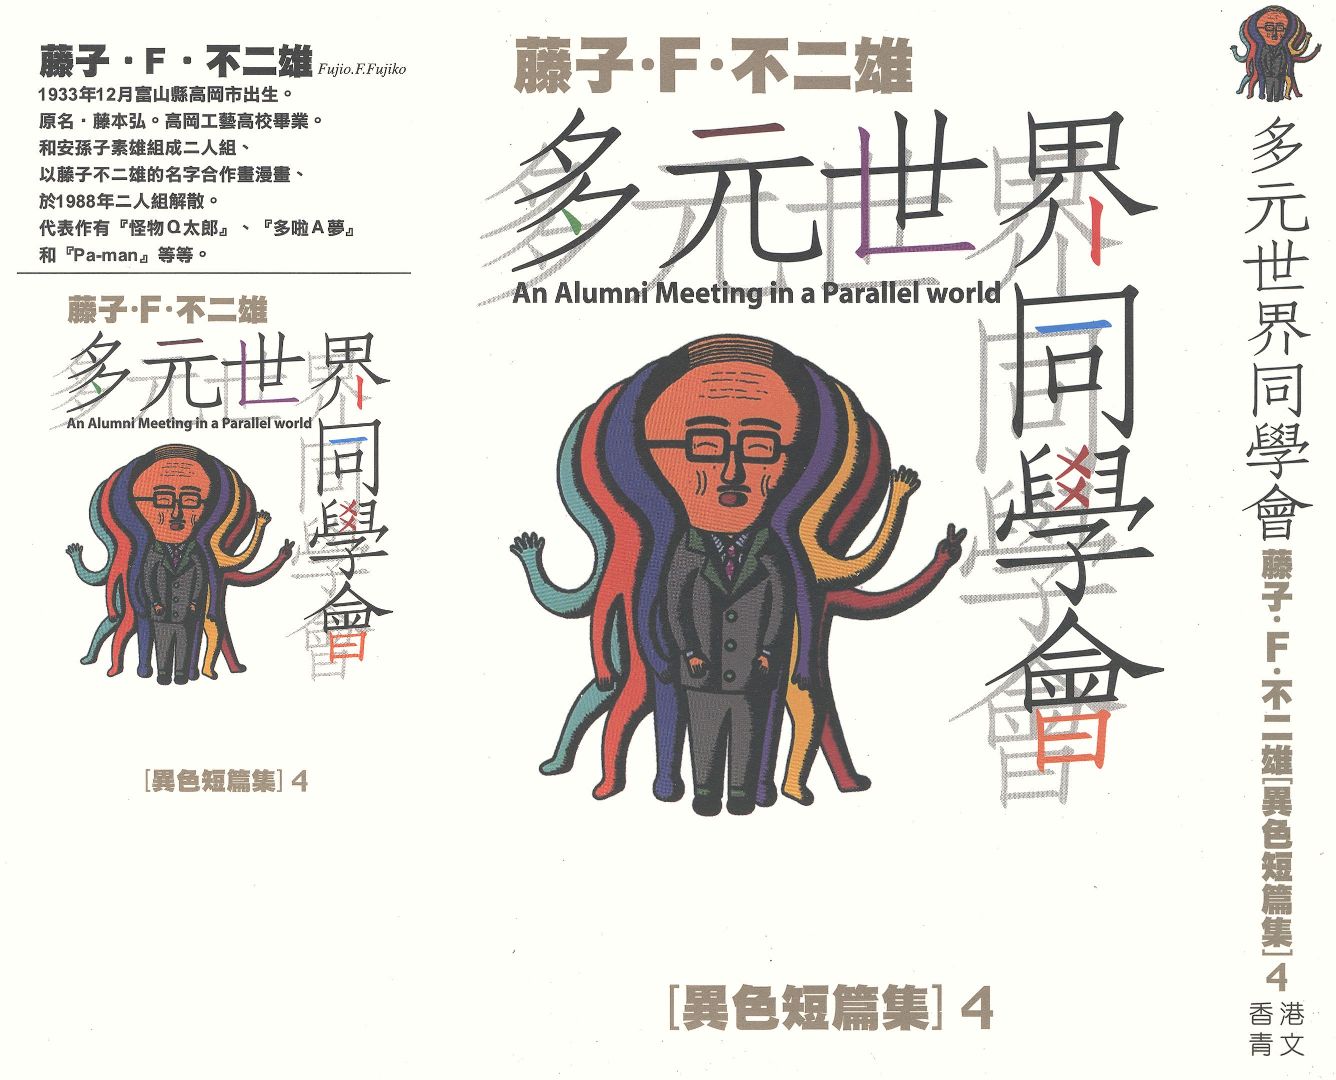 藤子・F・不二雄 Fujio.F.Fujiko
1933年12月富山縣高岡市出生。
原名・藤本弘。高岡工藝高校畢業。
和安孫子素雄組成二人組、
以藤子不二雄的名字合作畫漫畫、
於1988年二人組解散。
代表作有『怪物Q太郎』、『多啦A夢』
和『Pa-man』等等。
藤子・F・不二雄
多元世界同學會
An Alumni Meeting in a Parallel world
[異色短篇集] 4
藤子・F・不二雄
多元世界同學會
An Alumni Meeting in a Parallel world
[異色短篇集] 4
多元世界同學會
藤子・F・不二雄[異色短篇集] 4
香港
青文